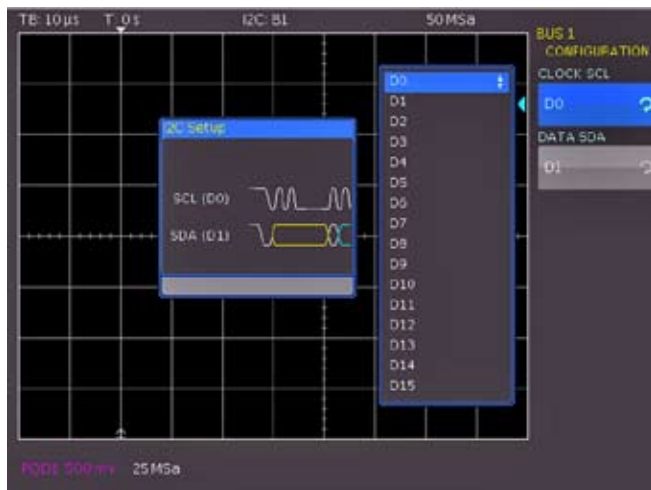 TB: 10 µs T 0 s I2C: B1 50 MSa
BUS 1
CONFIGURATION
CLOCK SCL
D0
DATA SDA
D1
I2C Setup
SCL (D0)
SDA (D1)
D0
D1
D2
D3
D4
D5
D6
D7
D8
D9
D10
D11
D12
D13
D14
D15
500 mV 25 MSa